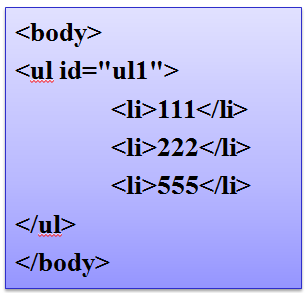 <body>
<ul id="ul1">
<li>111</li>
<li>222</li>
<li>555</li>
</ul>
</body>